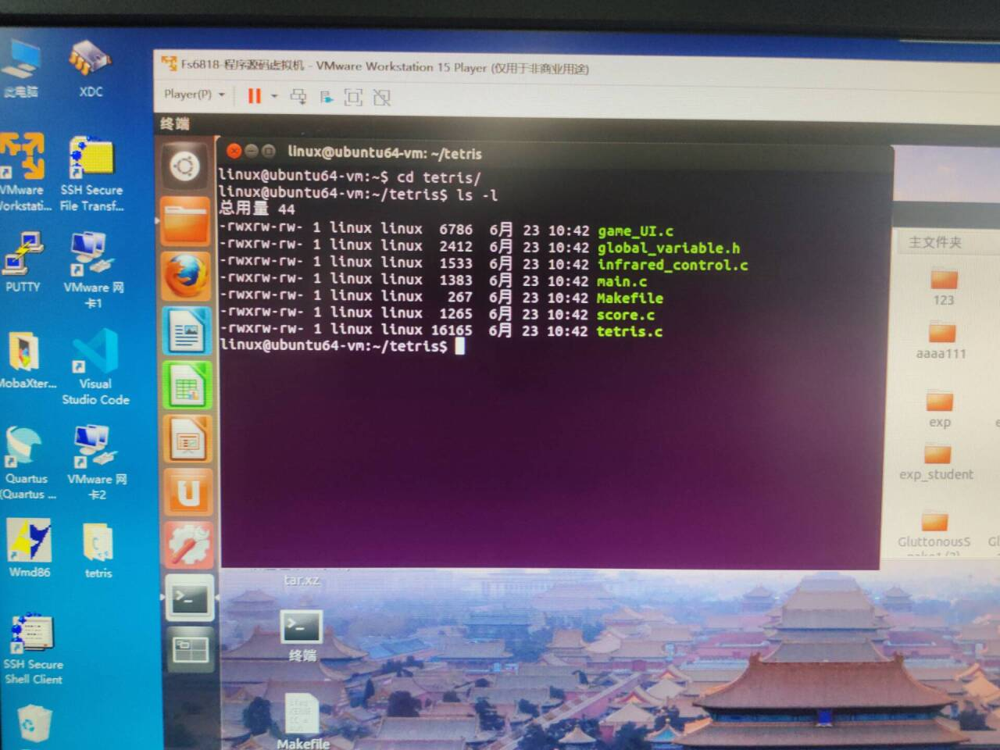 此电脑
XDC
VMware
Workstati...
SSH Secure
File Transf...
PUTTY
VMware 网
卡1
MobaXter...
Visual
Studio Code
Quartus
(Quartus ...
VMware 网
卡2
Wmd86
tetris
SSH Secure
Shell Client
Fs6818-程序源码虚拟机 - VMware Workstation 15 Player (仅用于非商业用途)
Player(P)
终端
linux@ubuntu64-vm: ~/tetris
linux@ubuntu64-vm:~$ cd tetris/
linux@ubuntu64-vm:~/tetris$ ls -l
总用量 44
-rwxrw-rw- 1 linux linux 6786 6月 23 10:42 game_UI.c
-rwxrw-rw- 1 linux linux 2412 6月 23 10:42 global_variable.h
-rwxrw-rw- 1 linux linux 1533 6月 23 10:42 infrared_control.c
-rwxrw-rw- 1 linux linux 1383 6月 23 10:42 main.c
-rwxrw-rw- 1 linux linux 267 6月 23 10:42 Makefile
-rwxrw-rw- 1 linux linux 1265 6月 23 10:42 score.c
-rwxrw-rw- 1 linux linux 16165 6月 23 10:42 tetris.c
linux@ubuntu64-vm:~/tetris$
主文件夹
123
aaaa111
exp
exp_student
GluttonousS
tar.xz
终端
Makefile